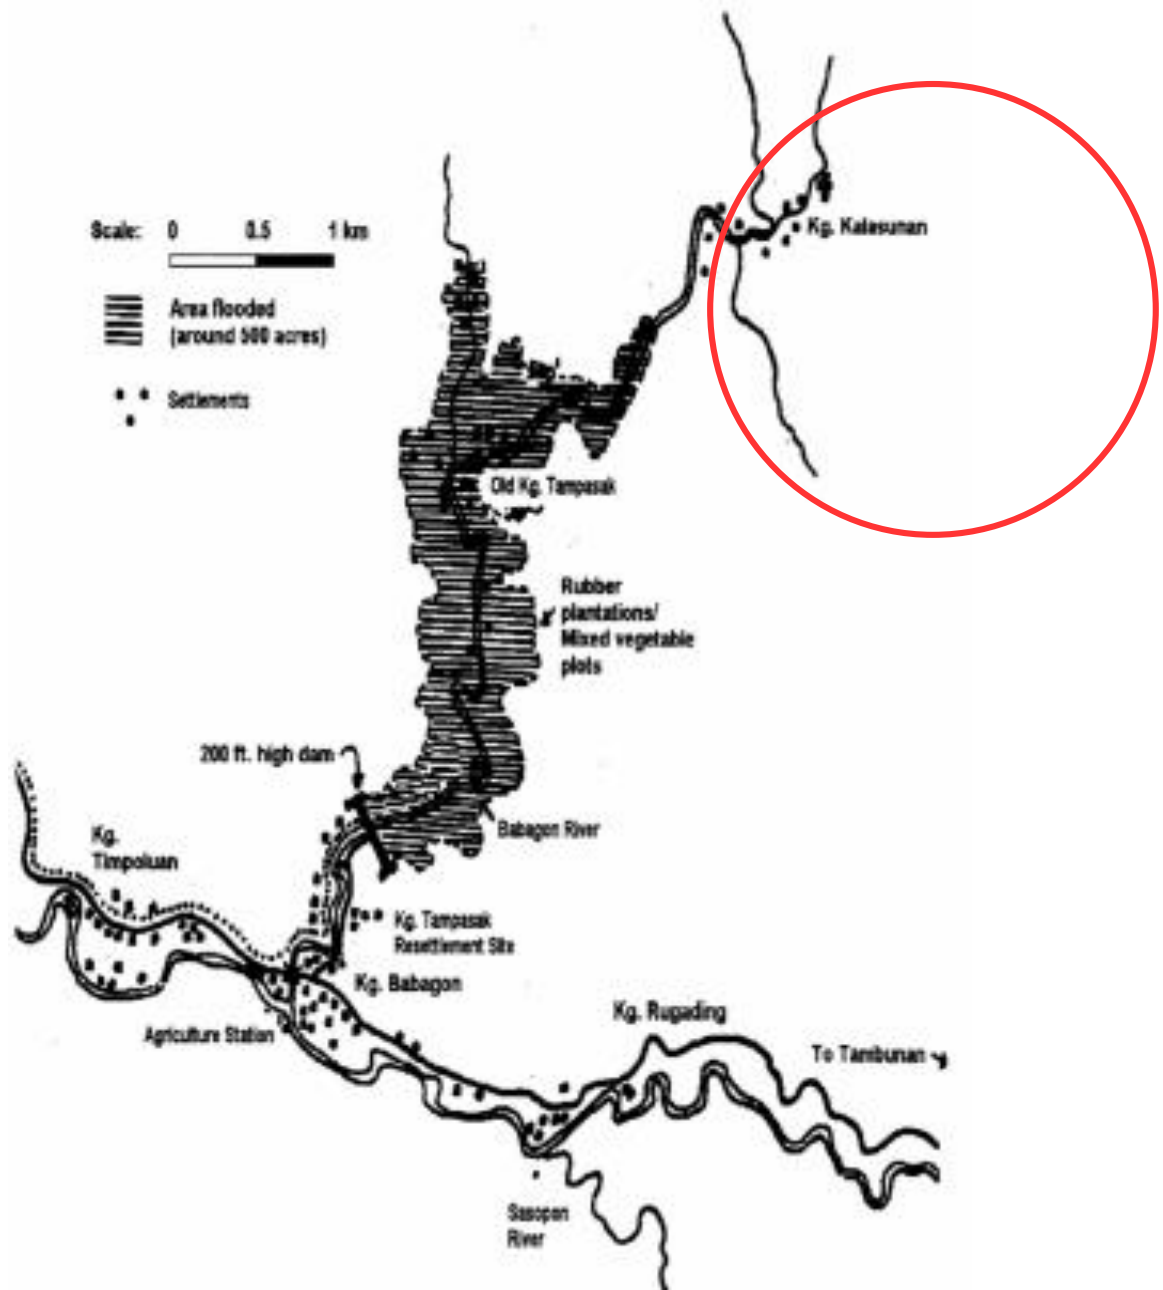 Scale: 0 0.5 1 km
Kg. Kalasunan
Area flooded
(around 500 acres)
Settlements
Old Kg. Tampasak
Rubber
plantations/
Mixed vegetable
plots
200 ft. high dam
Babagon River
Kg.
Timpoluan
Kg. Tampasak
Resettlement Site
Kg. Babagon
Agriculture Station
Kg. Rugading
To Tambunan
Sasopon
River